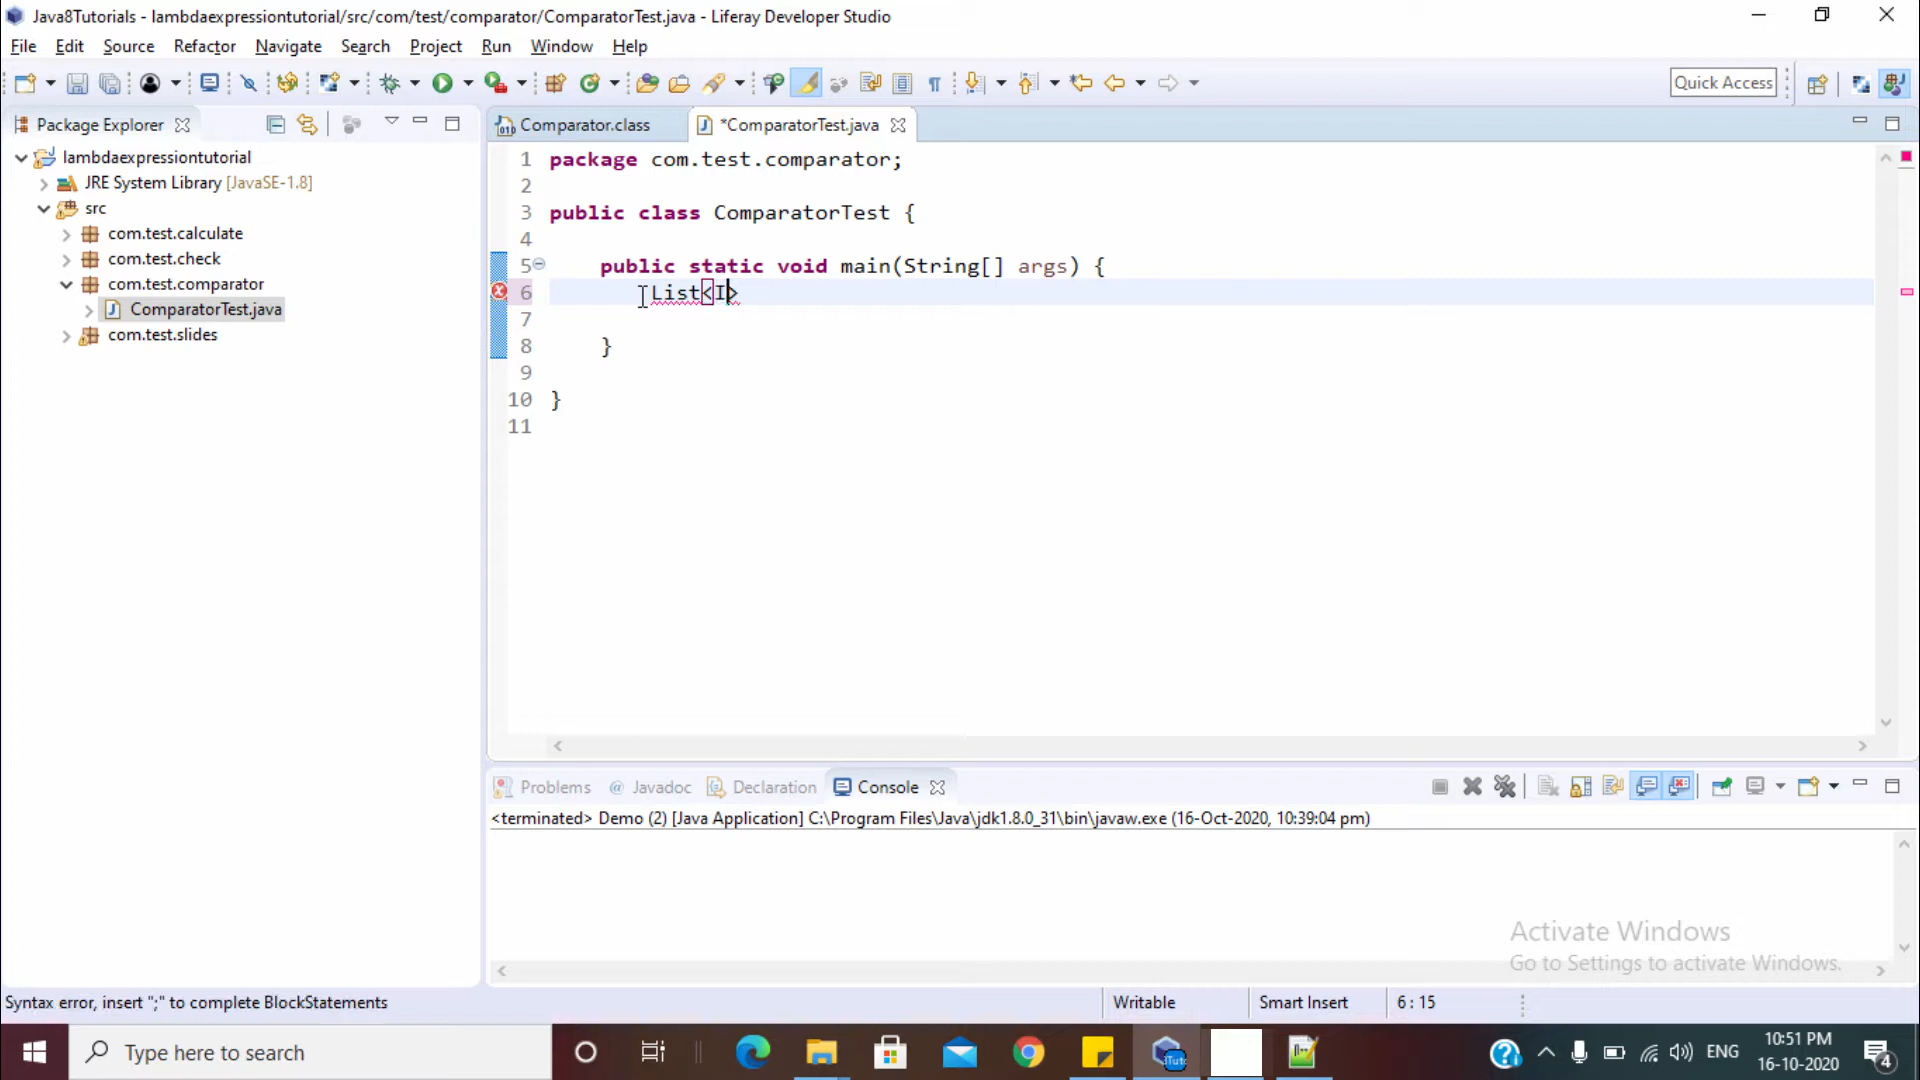 Java8Tutorials - lambdaexpressiontutorial/src/com/test/comparator/ComparatorTest.java - Liferay Developer Studio
File Edit Source Refactor Navigate Search Project Run Window Help
Quick Access
Package Explorer
lambdaexpressiontutorial
JRE System Library [JavaSE-1.8]
src
com.test.calculate
com.test.check
com.test.comparator
ComparatorTest.java
com.test.slides
Comparator.class *ComparatorTest.java
1 package com.test.comparator;
2
3 public class ComparatorTest {
4
5 public static void main(String[] args) {
6 List<I>
7
8 }
9
10 }
11
Problems @ Javadoc Declaration Console
<terminated> Demo (2) [Java Application] C:\Program Files\Java\jdk1.8.0_31\bin\javaw.exe (16-Oct-2020, 10:39:04 pm)
Activate Windows
Go to Settings to activate Windows.
Syntax error, insert ";" to complete BlockStatements Writable Smart Insert 6 : 15
Type here to search
ENG
10:51 PM
16-10-2020
4